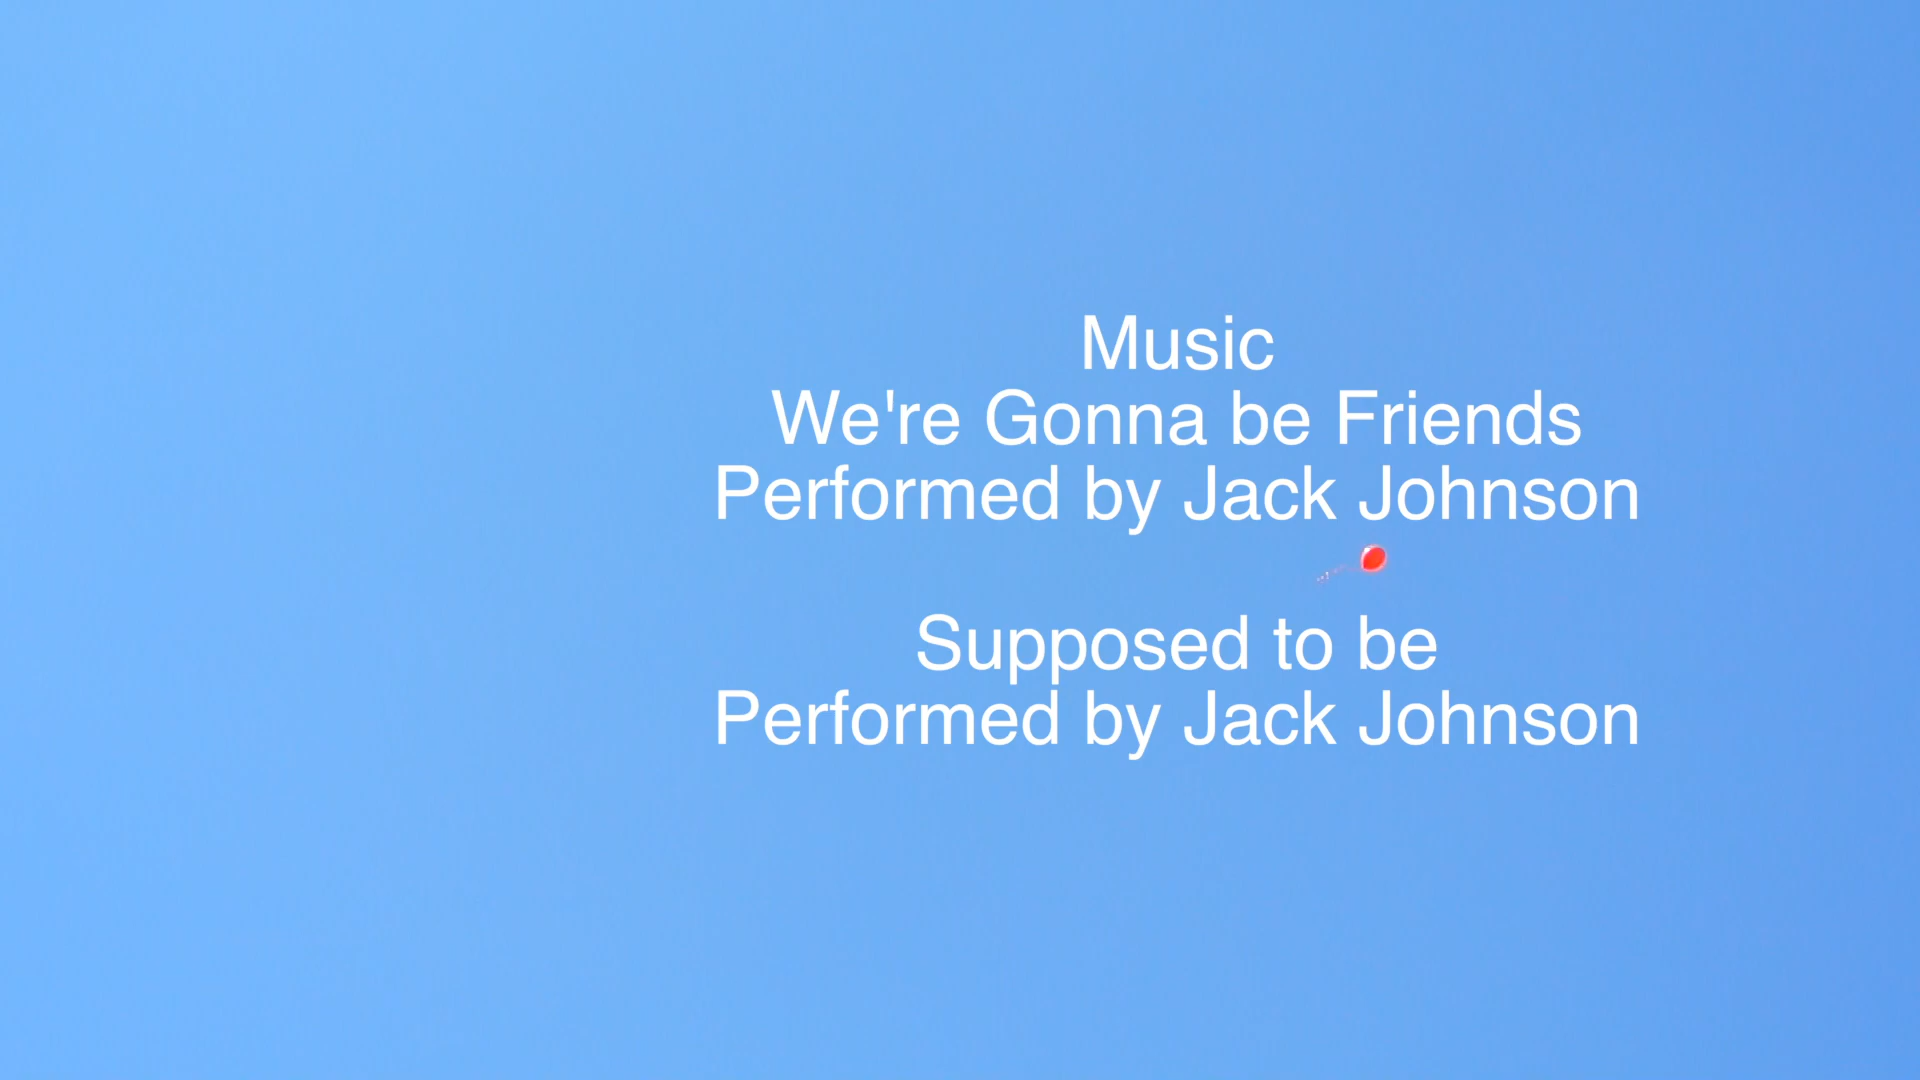 Music
We're Gonna be Friends
Performed by Jack Johnson
Supposed to be
Performed by Jack Johnson